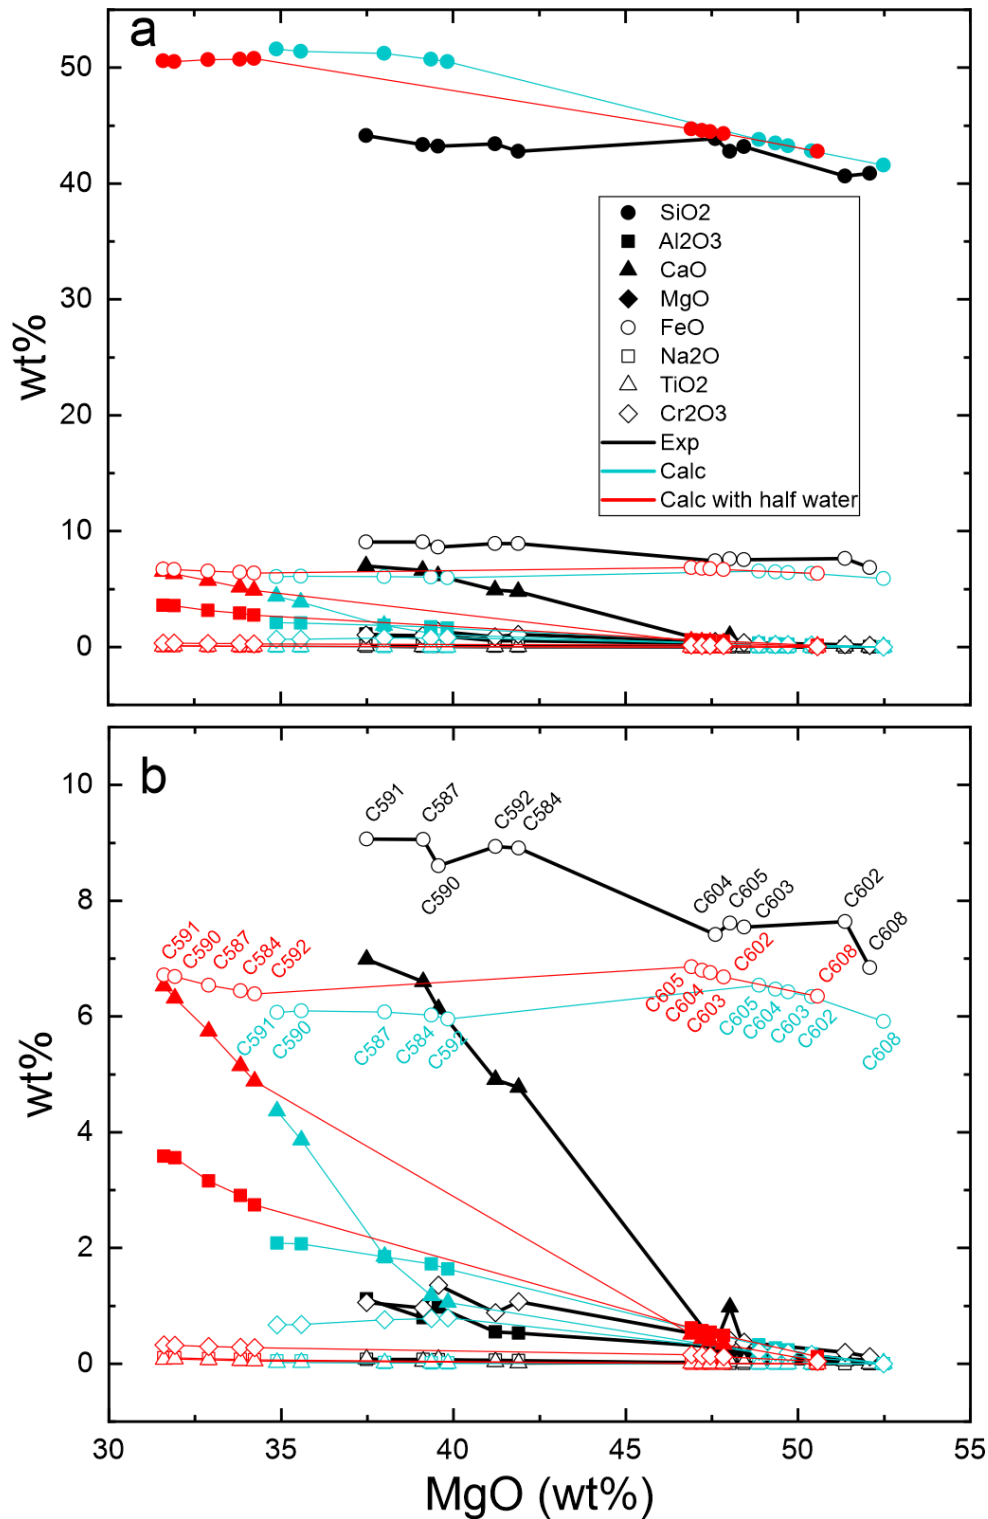 a
50
40
30
20
10
0
wt%
SiO2
Al2O3
CaO
MgO
FeO
Na2O
TiO2
Cr2O3
Exp
Calc
Calc with half water
b
10
8
6
4
2
0
wt%
C591
C587
C592
C584
C590
C604
C605
C603
C602
C608
C591
C590
C587
C584
C592
C605
C604
C603
C602
C608
C591
C590
C587
C584
C592
C605
C604
C603
C602
C608
30
35
40
45
50
55
MgO (wt%)